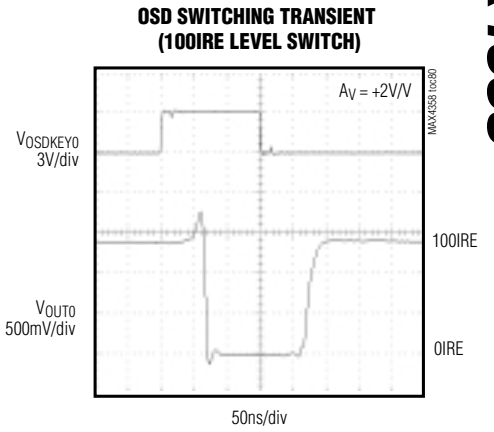 OSD SWITCHING TRANSIENT
(100IRE LEVEL SWITCH)
MAX4358 toc80
AV = +2V/V
VOSDKEY0
3V/div
100IRE
VOUT0
500mV/div
0IRE
50ns/div